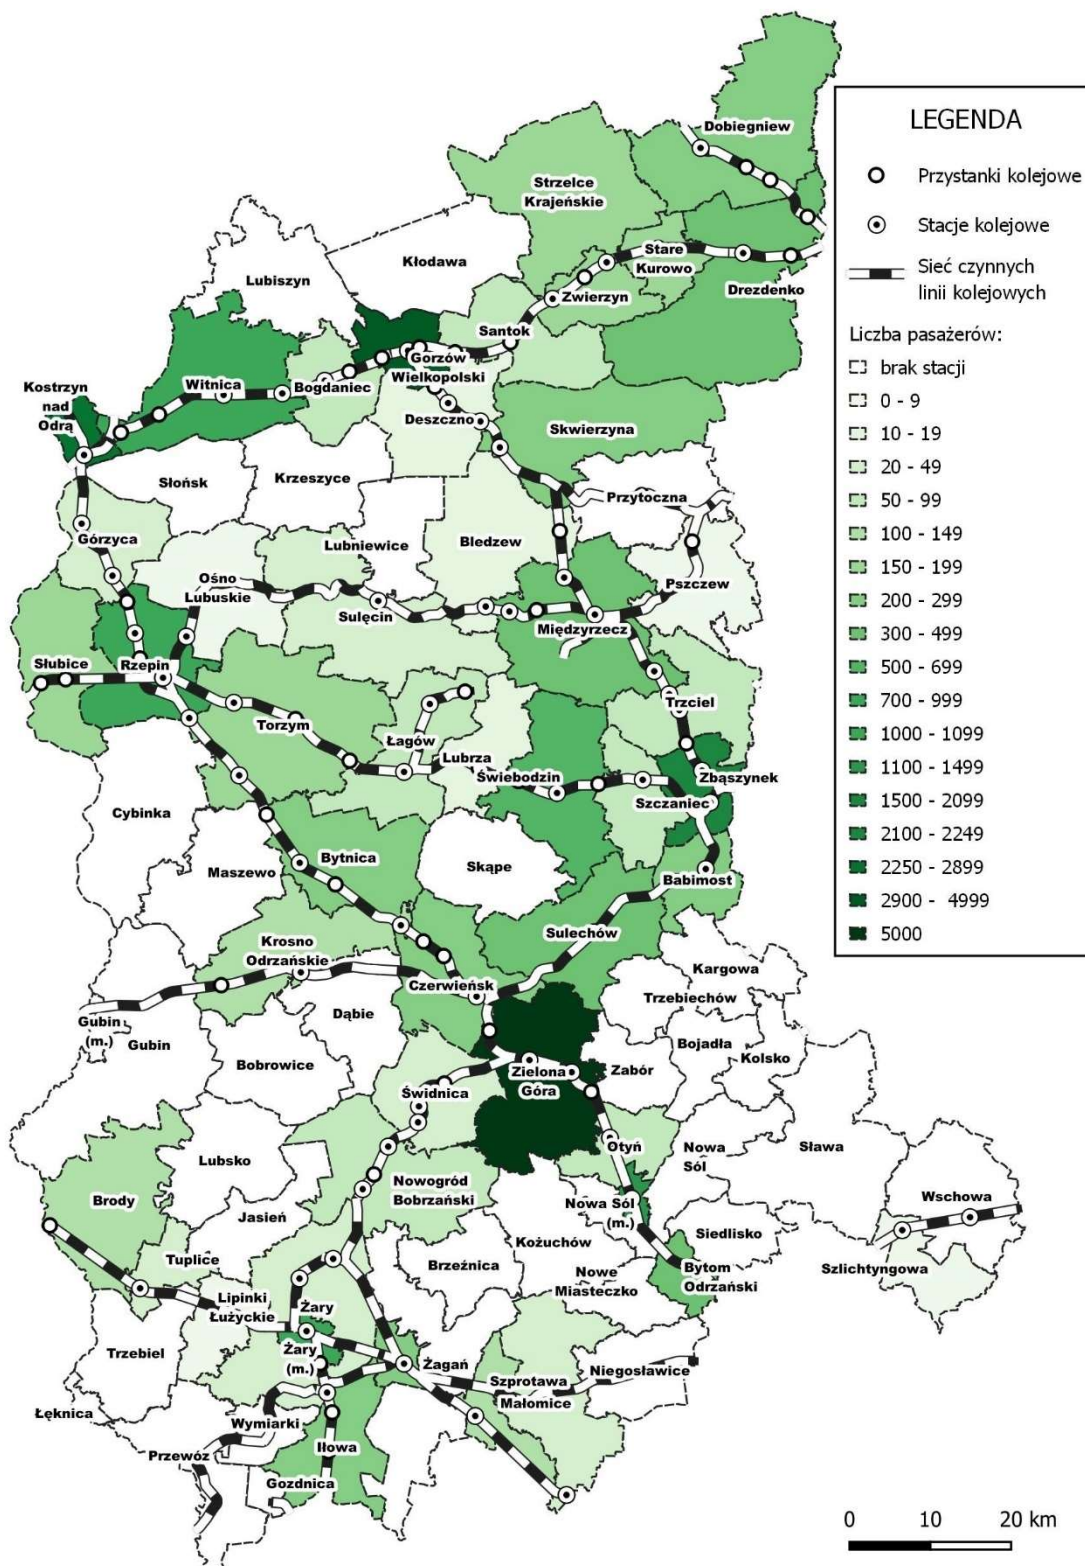 LEGENDA
Przystanki kolejowe
Stacje kolejowe
Sieć czynnych
linii kolejowych
Liczba pasażerów:
brak stacji
0 - 9
10 - 19
20 - 49
50 - 99
100 - 149
150 - 199
200 - 299
300 - 499
500 - 699
700 - 999
1000 - 1099
1100 - 1499
1500 - 2099
2100 - 2249
2250 - 2899
2900 - 4999
5000
Dobiegniew
Strzelce
Krajeńskie
Stare
Kurowo
Kłodawa
Lubiszyn
Drezdenko
Zwierzyn
Santok
Gorzów
Wielkopolski
Kostrzyn
nad
Odrą
Witnica
Bogdaniec
Deszczno
Skwierzyna
Słońsk
Krzeszyce
Przytoczna
Górzyca
Lubniewice
Bledzew
Ośno
Lubuskie
Pszczew
Sulęcin
Międzyrzecz
Słubice
Rzepin
Torzym
Trzciel
Łagów
Lubrza
Świebodzin
Zbąszynek
Szczaniec
Cybinka
Bytnica
Maszewo
Skąpe
Babimost
Krosno
Odrzańskie
Sulechów
Czerwieńsk
Kargowa
Trzebiechów
Gubin
(m.)
Gubin
Dąbie
Bobrowice
Bojadła
Kolsko
Zabór
Zielona
Góra
Świdnica
Lubsko
Otyń
Nowa
Sól
Sława
Brody
Nowogród
Bobrzański
Jasień
Nowa Sól
(m.)
Wschowa
Siedlisko
Kożuchów
Tuplice
Brzeźnica
Nowe
Miasteczko
Bytom
Odrzański
Szlichtyngowa
Lipinki
Łużyckie
Żary
Żary
(m.)
Trzebiel
Żagań
Szprotawa
Małomice
Niegosławice
Łęknica
Wymiarki
Przewóz
Iłowa
Gozdnica
0 10 20 km